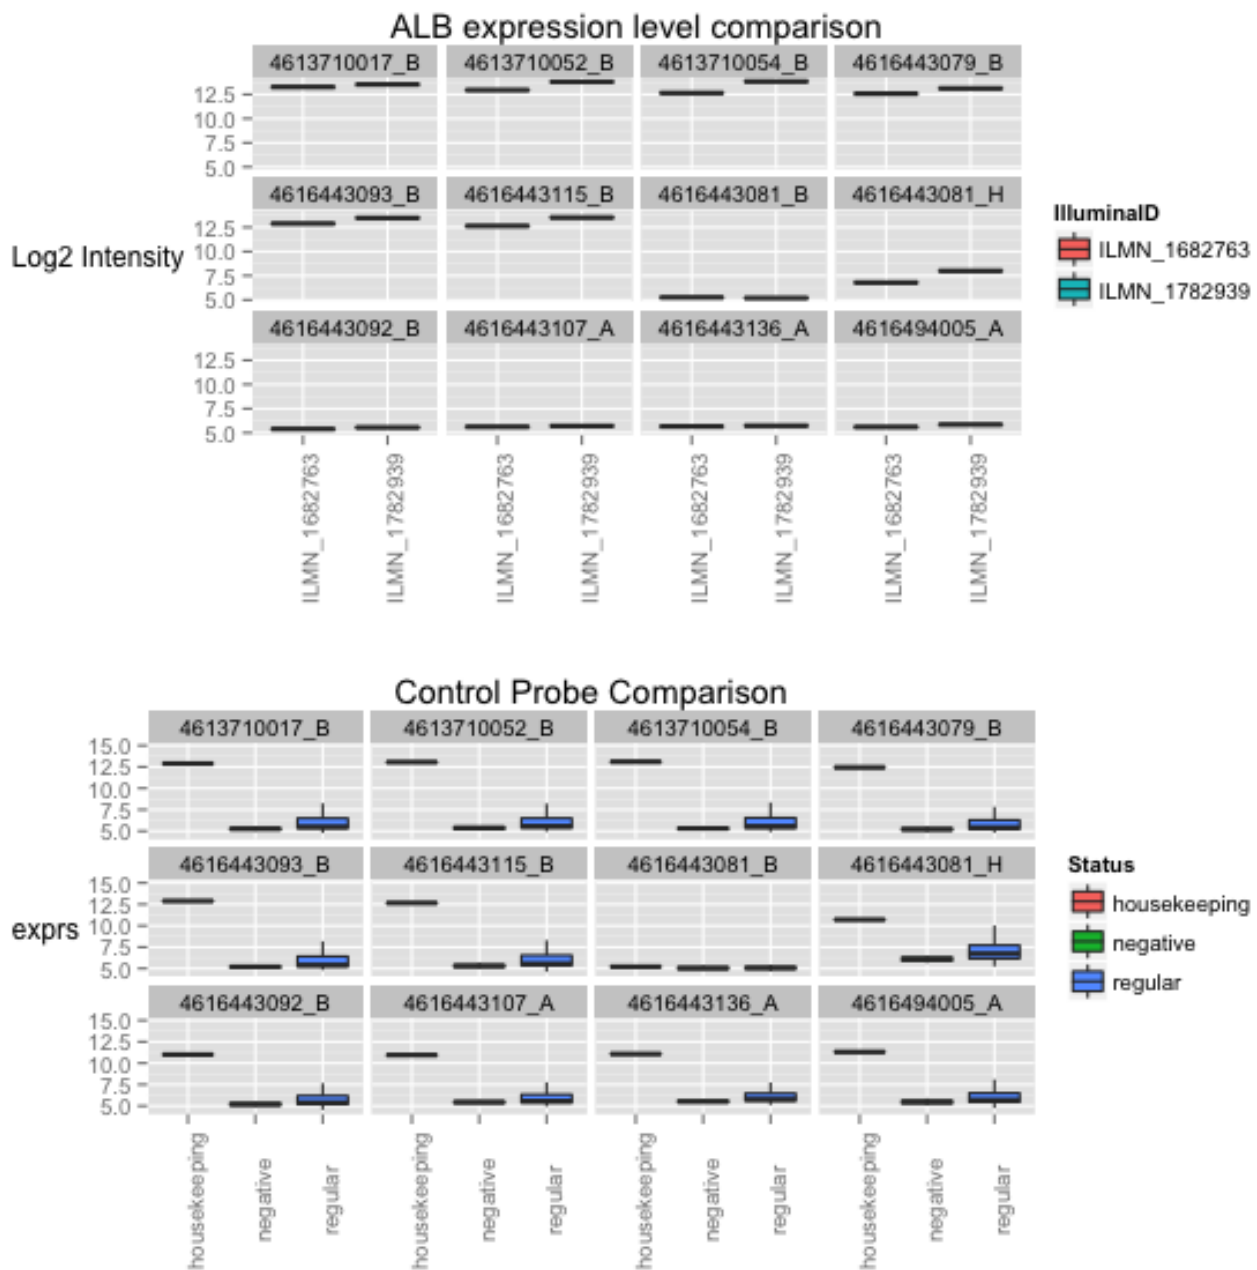 ALB expression level comparison
4613710017_B 4613710052_B 4613710054_B 4616443079_B
12.5
10.0
7.5
5.0
4616443093_B 4616443115_B 4616443081_B 4616443081_H
12.5
10.0
7.5
5.0
Log2 Intensity
4616443092_B 4616443107_A 4616443136_A 4616494005_A
12.5
10.0
7.5
5.0
ILMN_1682763 ILMN_1782939 ILMN_1682763 ILMN_1782939 ILMN_1682763 ILMN_1782939 ILMN_1682763 ILMN_1782939
IlluminaID
ILMN_1682763
ILMN_1782939
Control Probe Comparison
4613710017_B 4613710052_B 4613710054_B 4616443079_B
15.0
12.5
10.0
7.5
5.0
4616443093_B 4616443115_B 4616443081_B 4616443081_H
15.0
12.5
10.0
7.5
5.0
exprs
4616443092_B 4616443107_A 4616443136_A 4616494005_A
15.0
12.5
10.0
7.5
5.0
housekeeping negative regular housekeeping negative regular housekeeping negative regular housekeeping negative regular
Status
housekeeping
negative
regular